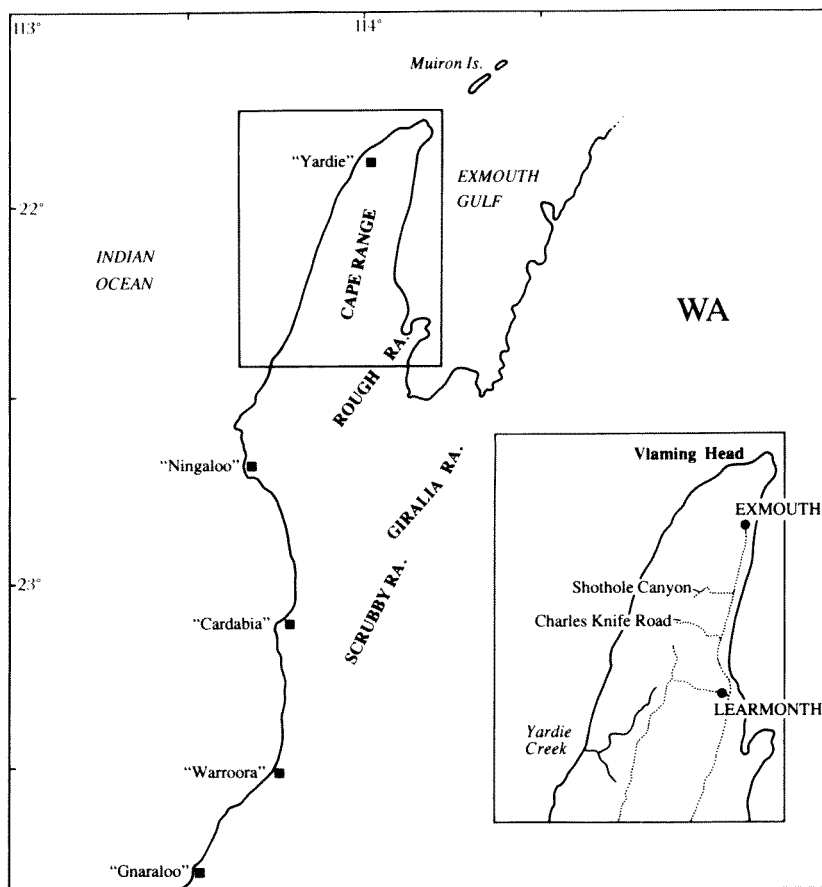 113°
114°
Muiron Is.
"Yardie"
EXMOUTH
GULF
22°
INDIAN
OCEAN
CAPE RANGE
WA
ROUGH RA.
"Ningaloo"
GIRALIA RA.
23°
SCRUBBY RA.
"Cardabia"
"Warroora"
"Gnaraloo"
Vlaming Head
EXMOUTH
Shothole Canyon
Charles Knife Road
LEARMONTH
Yardie
Creek